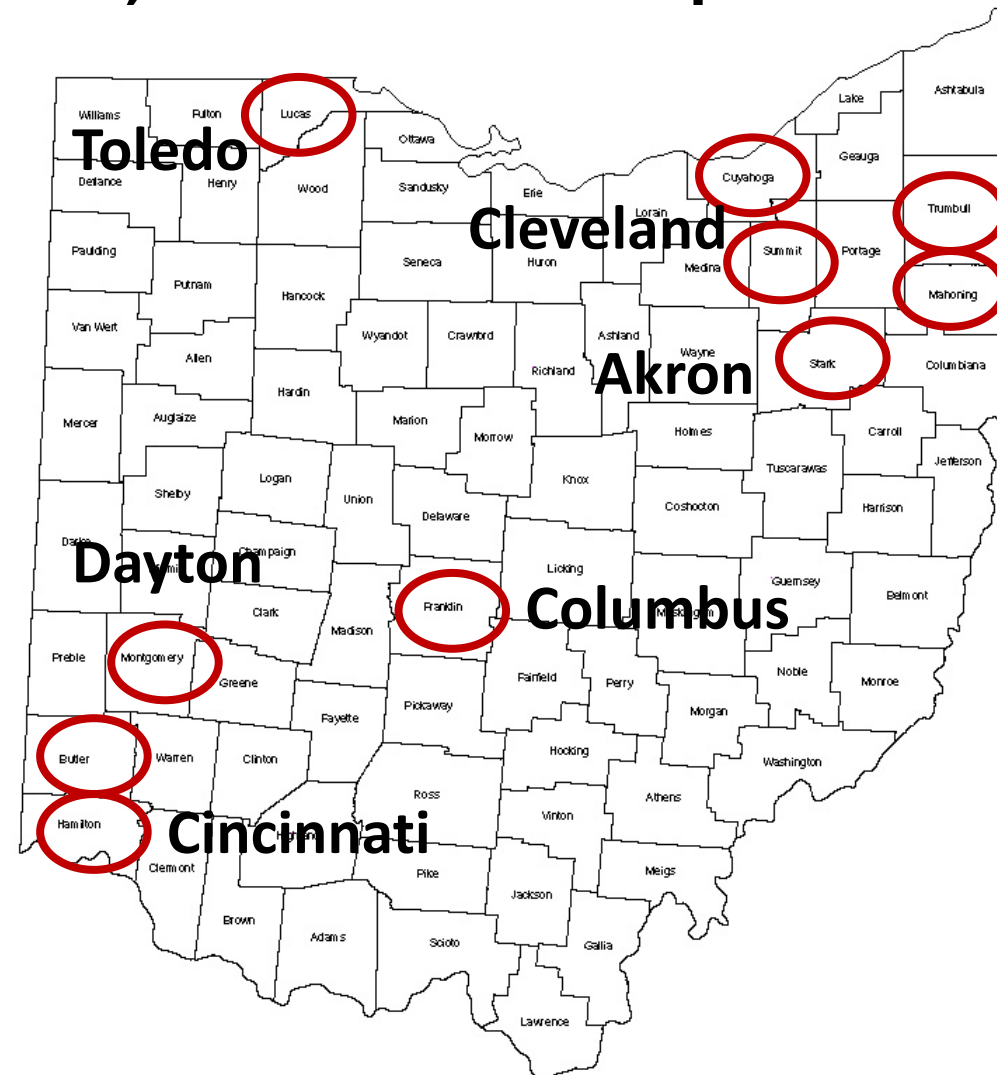 Ashtabula
Lake
Williams
Fulton
Lucas
Ottawa
Geauga
Toledo
Cuyahoga
Defiance
Henry
Wood
Sandusky
Erie
Lorain
Trumbull
Cleveland
Paulding
Seneca
Huron
Medina
Summit
Portage
Putnam
Hancock
Mahoning
Van Wert
Wyandot
Crawford
Ashland
Wayne
Allen
Richland
Akron
Stark
Columbiana
Hardin
Mercer
Auglaize
Marion
Morrow
Holmes
Carroll
Jefferson
Tuscarawas
Logan
Knox
Shelby
Union
Coshocton
Harrison
Delaware
Dayton
Champaign
Licking
Guernsey
Belmont
Clark
Franklin
Columbus
Madison
Preble
Montgomery
Greene
Fairfield
Perry
Noble
Monroe
Pickaway
Morgan
Fayette
Butler
Warren
Clinton
Hocking
Washington
Ross
Athens
Hamilton
Cincinnati
Vinton
Clermont
Pike
Meigs
Jackson
Brown
Adams
Scioto
Gallia
Lawrence